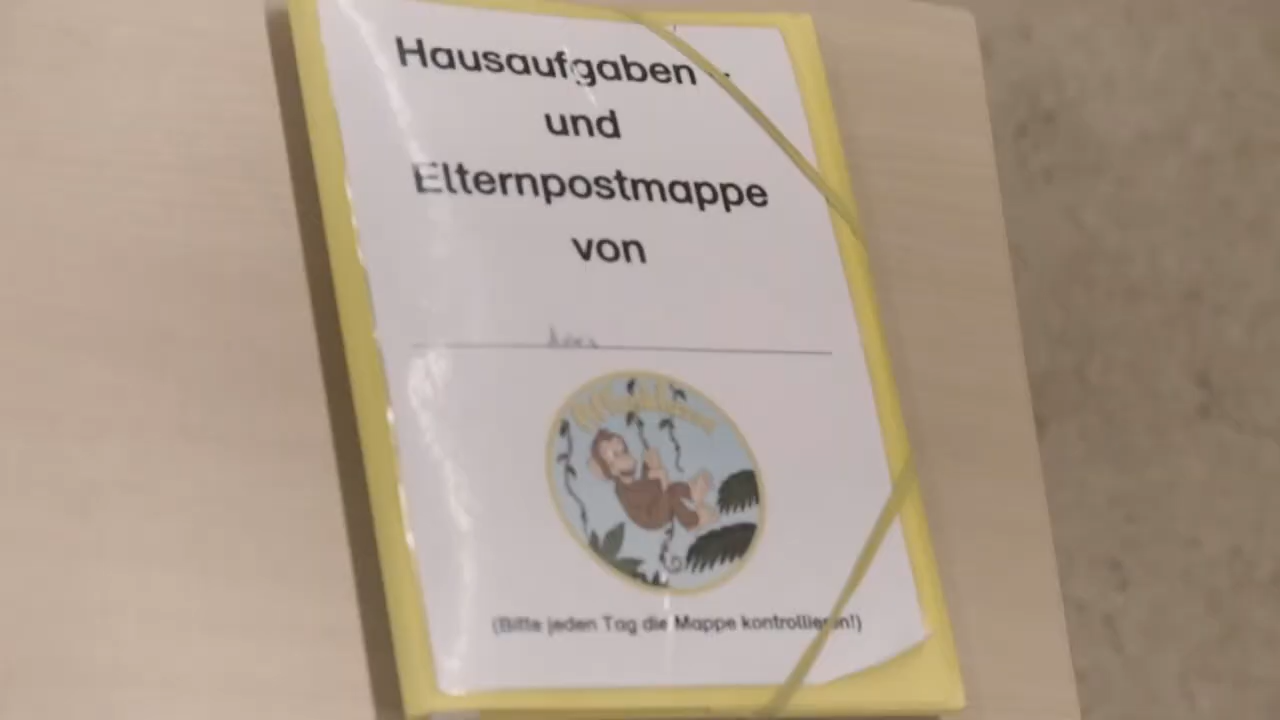 Hausaufgaben -
und
Elternpostmappe
von
(Bitte jeden Tag die Mappe kontrollieren!)